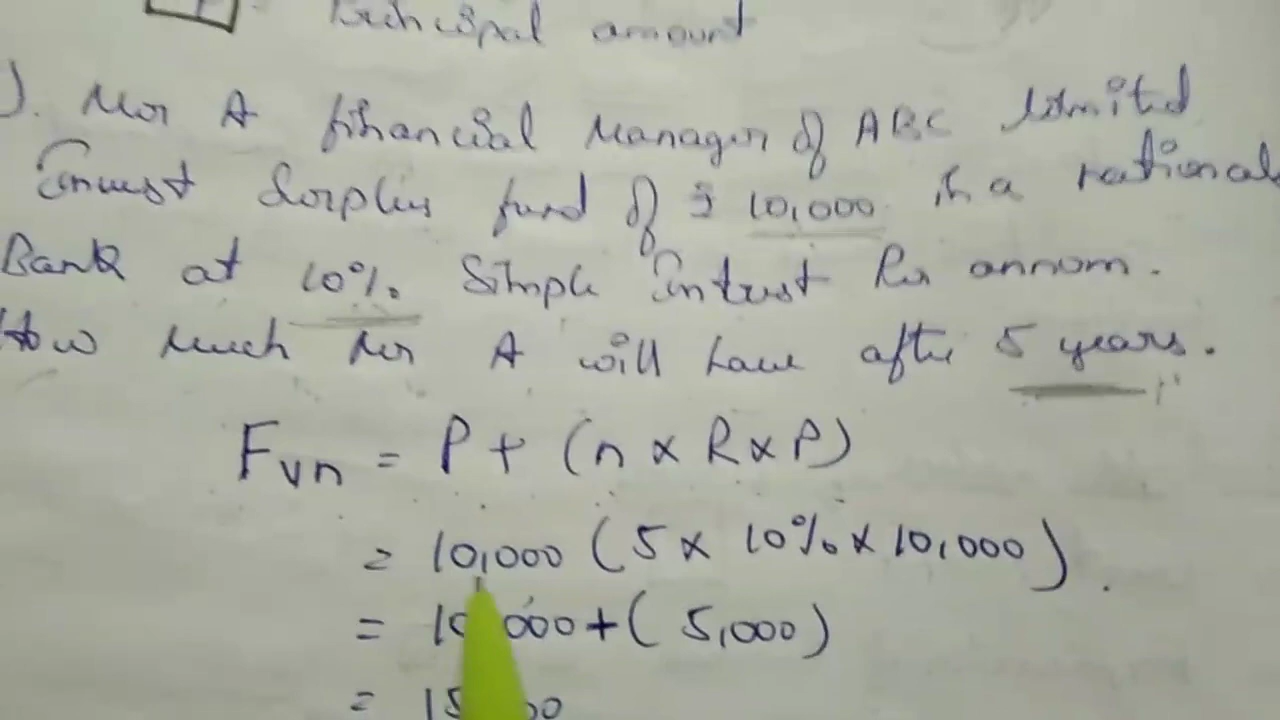 Principal amount
). Mr A financial manager of ABC limited
invest Surplus fund of ₹ 10,000 in a national
Bank at 10%. Simple intrest Per annum.
How much Mr A will have after 5 years.
Fvn = P + (n x R x P)
= 10,000 (5 x 10% x 10,000).
= 10,000 + (5,000)